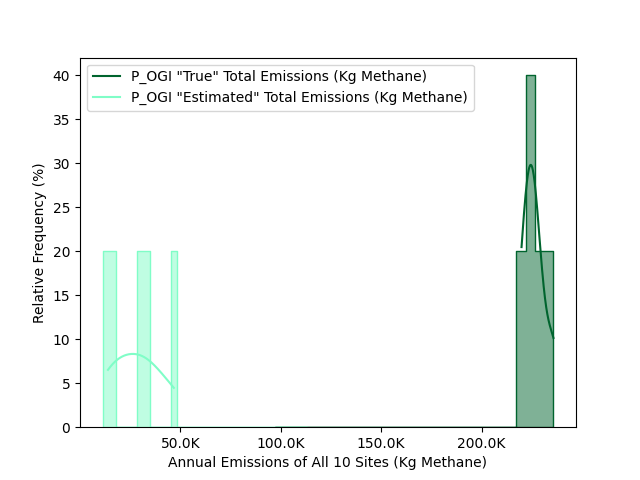 P_OGI "True" Total Emissions (Kg Methane)
P_OGI "Estimated" Total Emissions (Kg Methane)
40
35
30
25
20
15
10
5
0
Relative Frequency (%)
50.0K 100.0K 150.0K 200.0K
Annual Emissions of All 10 Sites (Kg Methane)